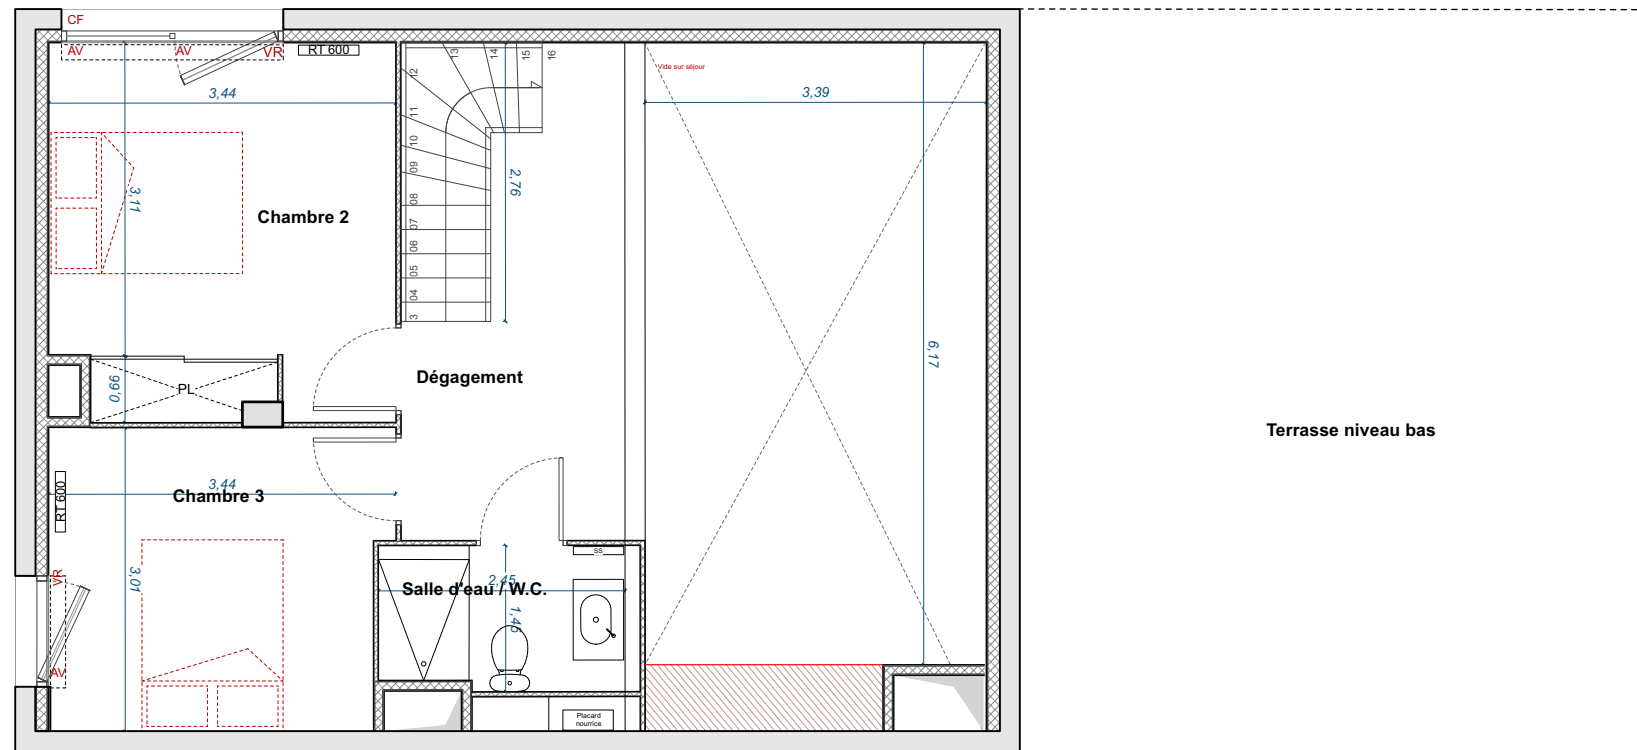 CF
AV
AV
VR
RT 600
13
14
15
16
12
Vide sur séjour
3,44
3,39
11
10
09
2,76
3,11
08
Chambre 2
07
06
05
04
3
6,17
Dégagement
0,66
PL
Terrasse niveau bas
3,44
Chambre 3
RT 600
SS
VR
3,01
2,45
Salle d'eau / W.C.
1,46
AV
Placard
nourrice